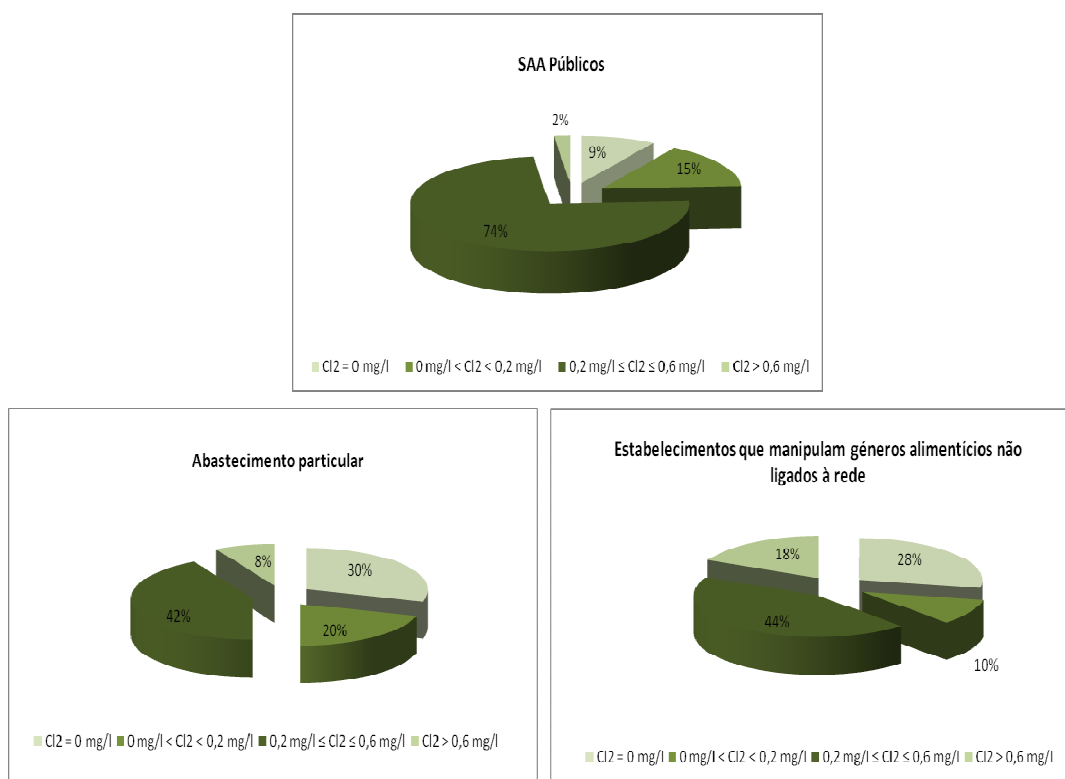 SAA Públicos
2%
9%
15%
74%
Cl2 = 0 mg/l 0 mg/l < Cl2 < 0,2 mg/l 0,2 mg/l ≤ Cl2 ≤ 0,6 mg/l Cl2 > 0,6 mg/l
Abastecimento particular
8%
30%
42%
20%
Cl2 = 0 mg/l 0 mg/l < Cl2 < 0,2 mg/l 0,2 mg/l ≤ Cl2 ≤ 0,6 mg/l Cl2 > 0,6 mg/l
Estabelecimentos que manipulam géneros alimentícios não
ligados à rede
18%
28%
44%
10%
Cl2 = 0 mg/l 0 mg/l < Cl2 < 0,2 mg/l 0,2 mg/l ≤ Cl2 ≤ 0,6 mg/l Cl2 > 0,6 mg/l